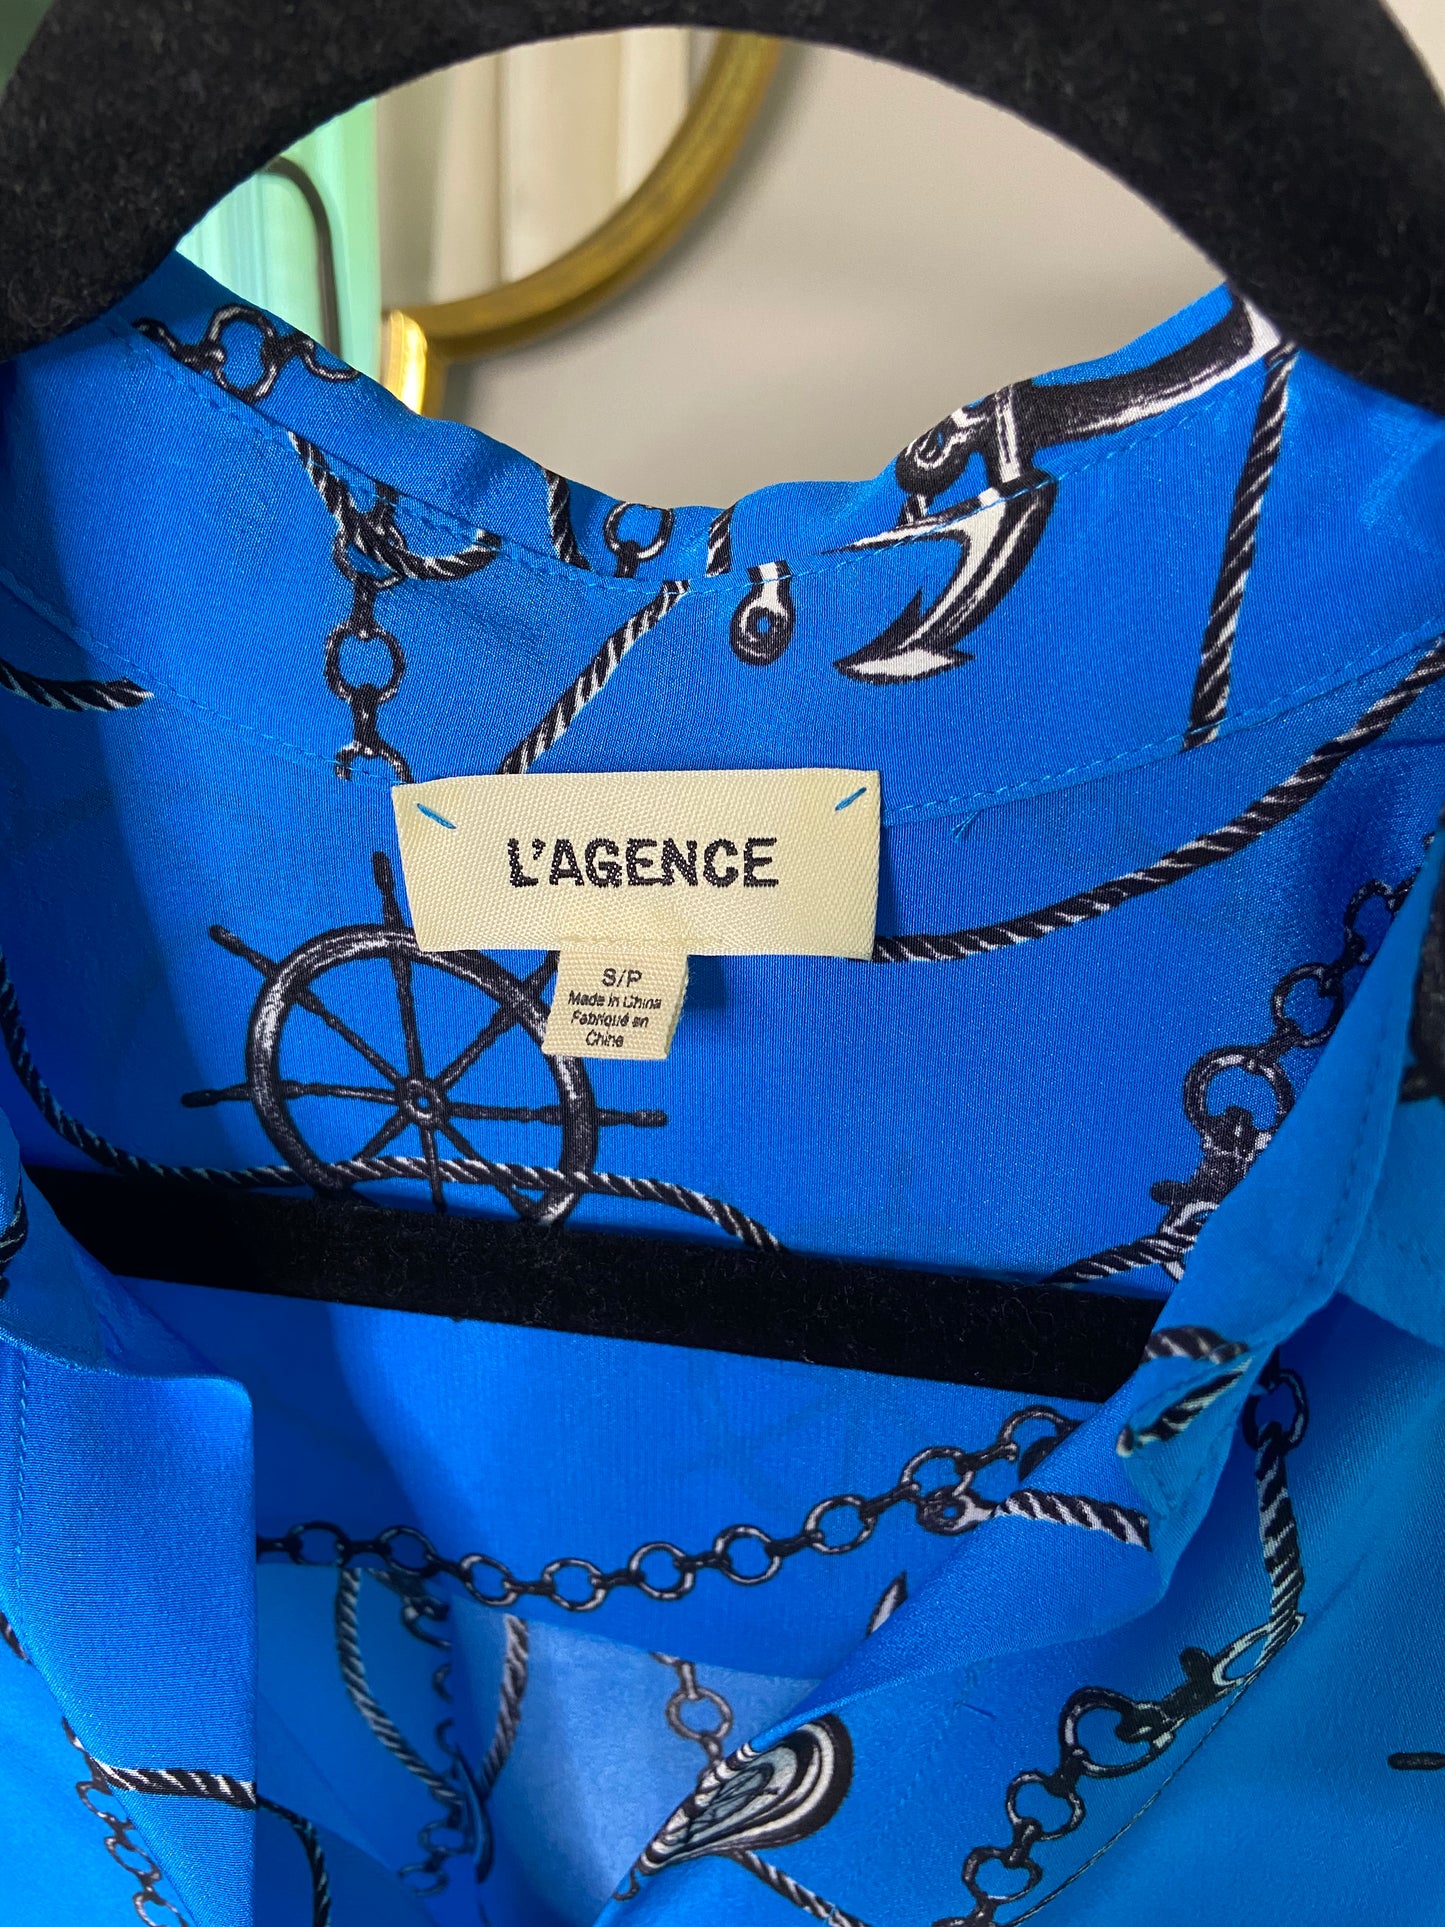 L'AGENCE
S/P
Made in China
Fabriqué en
Chine